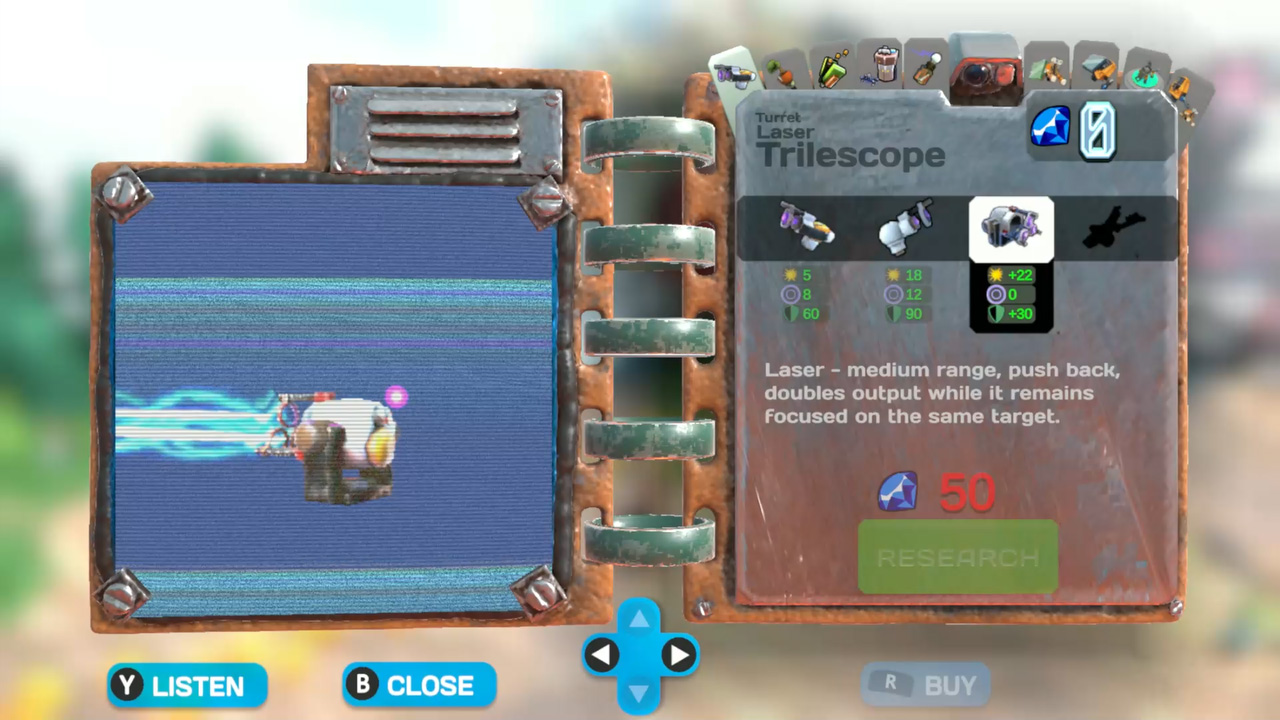 Turret
Laser
Trilescope
0
5
8
60
18
12
90
+22
0
+30
Laser - medium range, push back,
doubles output while it remains
focused on the same target.
50
RESEARCH
Y LISTEN
B CLOSE
R BUY